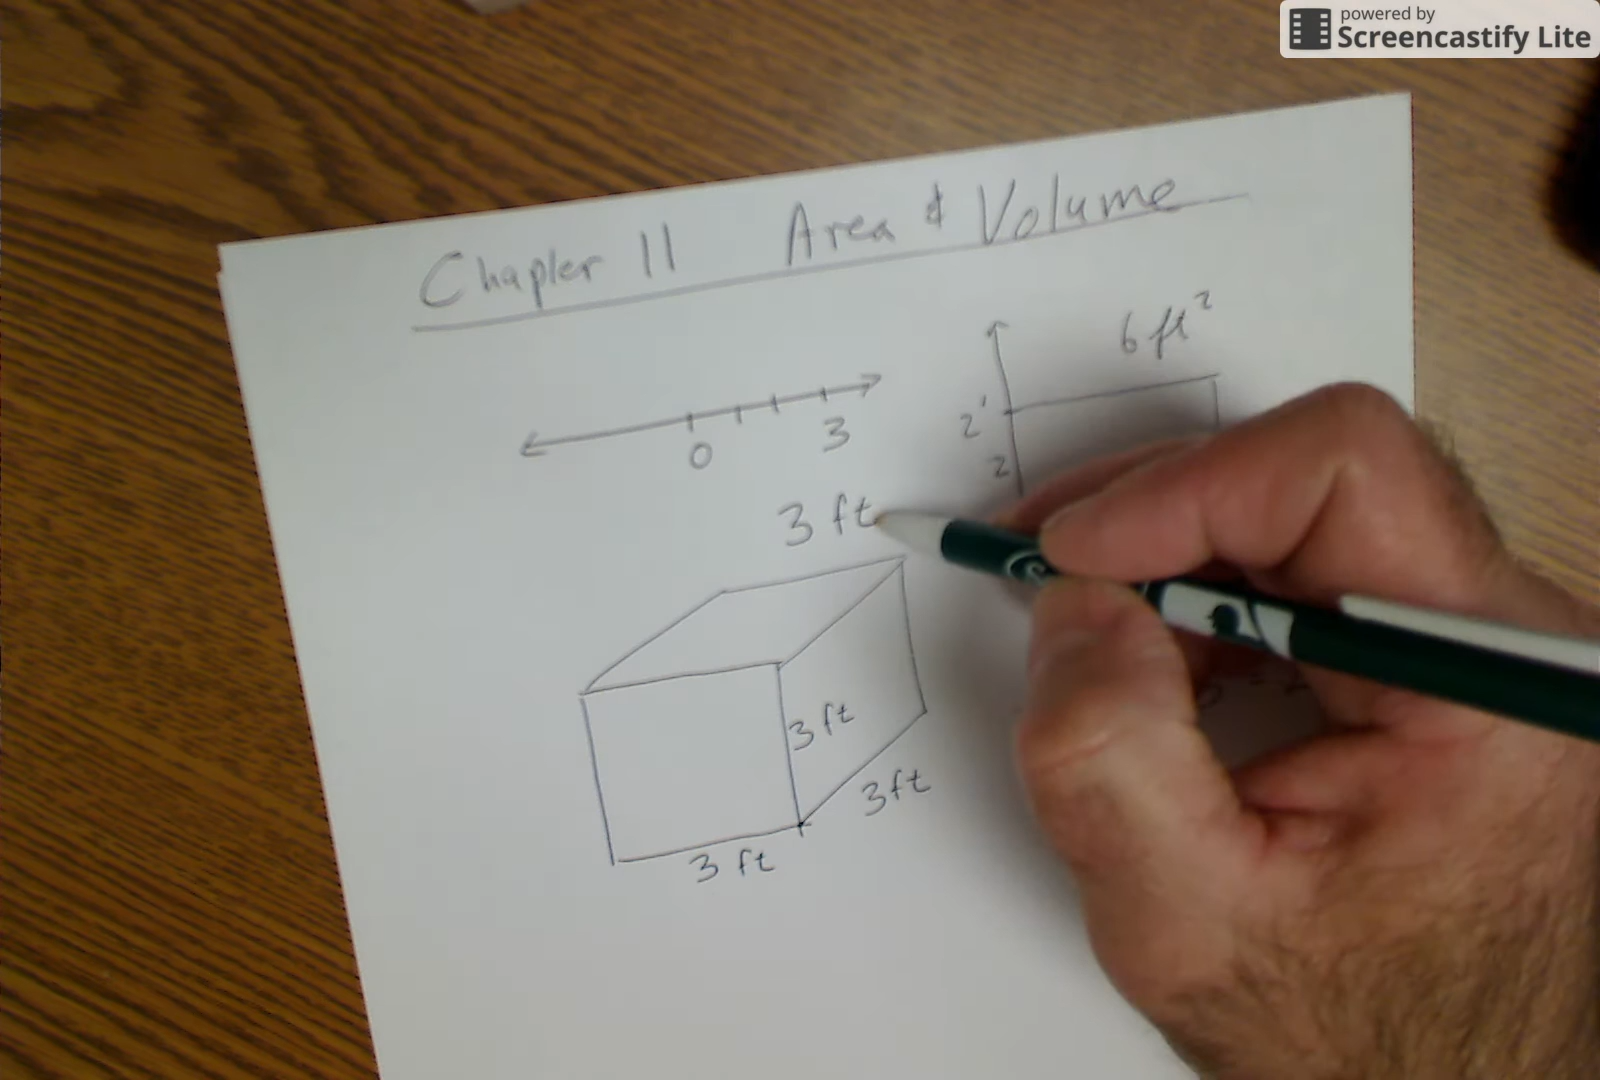 powered by
Screencastify Lite
Chapter 11 Area & Volume
6 ft²
2'
0 3
2
3 ft
3 ft
3 ft
3 ft